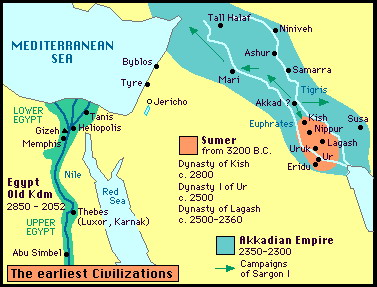 Tall Halaf
Niniveh
MEDITERRANEAN
SEA
Ashur
Byblos
Samarra
Mari
Tyre
Tigris
Jericho
Akkad ?
LOWER
EGYPT
Tanis
Euphrates
Kish
Susa
Gizeh
Heliopolis
Nippur
Memphis
Sumer
from 3200 B.C.
Lagash
Uruk
Ur
Eridu
Dynasty of Kish
c. 2800
Dynasty I of Ur
c. 2500
Dynasty of Lagash
c. 2500-2360
Nile
Egypt
Old Kdm
2850 - 2052
Red
Sea
UPPER
EGYPT
Thebes
(Luxor, Karnak)
Abu Simbel
Akkadian Empire
2350-2300
Campaigns
of Sargon I
The earliest Civilizations